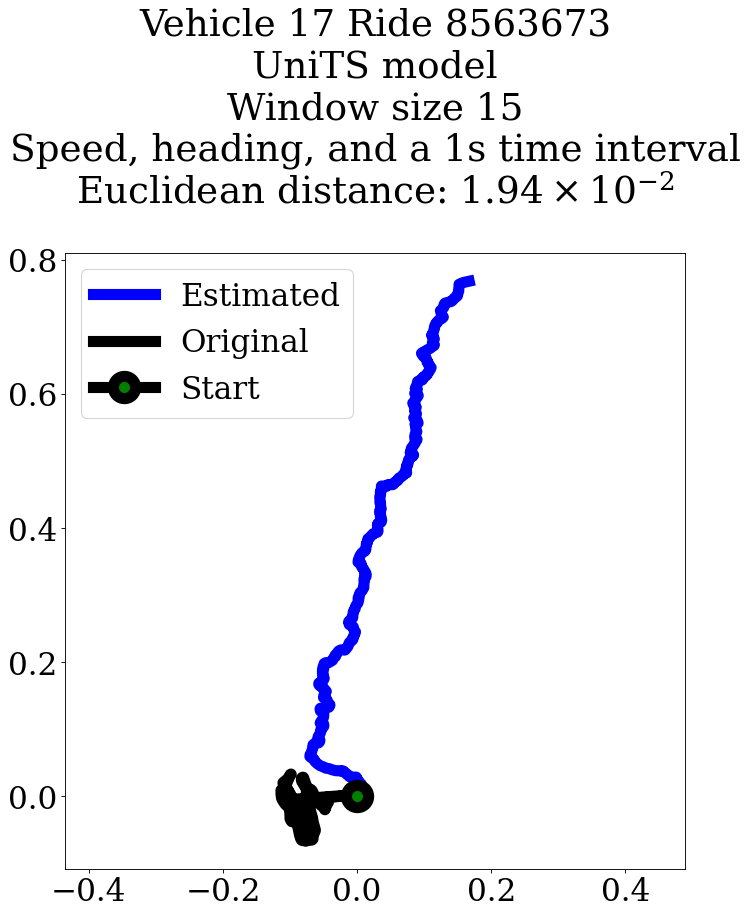 Vehicle 17 Ride 8563673
UniTS model
Window size 15
Speed, heading, and a 1s time interval
Euclidean distance: 1.94 × 10⁻²
0.8
0.6
0.4
0.2
0.0
Estimated
Original
Start
−0.4 −0.2 0.0 0.2 0.4